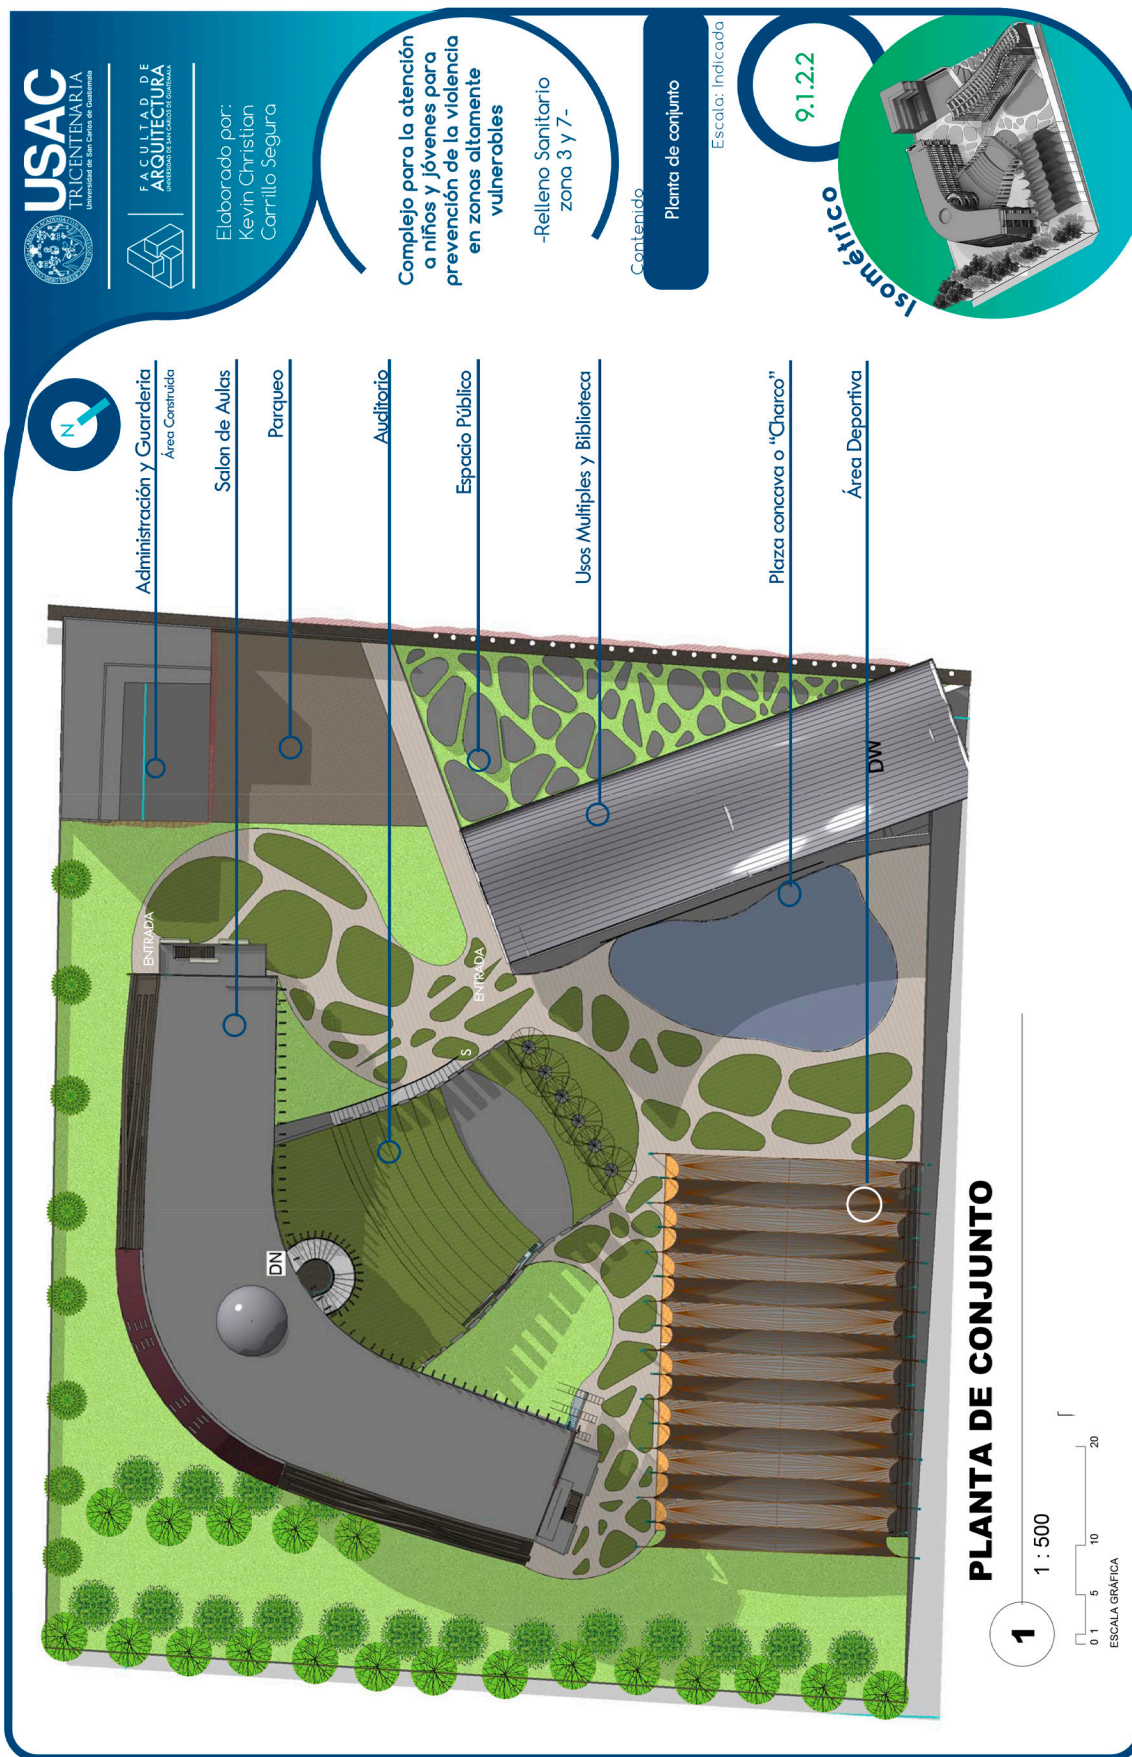 USAC
TRICENTENARIA
Universidad de San Carlos de Guatemala
FACULTAD DE
ARQUITECTURA
UNIVERSIDAD DE SAN CARLOS DE GUATEMALA
Elaborado por:
Kevin Christian
Carrillo Segura
Complejo para la atención
a niños y jóvenes para
prevención de la violencia
en zonas altamente
vulnerables
-Relleno Sanitario
zona 3 y 7-
Contenido
Planta de conjunto
Escala: Indicada
9.1.2.2
Isométrico
N
Administración y Guardería
Área Construida
Salon de Aulas
Parqueo
Auditorio
Espacio Público
Usos Multiples y Biblioteca
Plaza concava o "Charco"
Área Deportiva
ENTRADA
ENTRADA
S
DN
DW
1
PLANTA DE CONJUNTO
1 : 500
0 1 5 10 20
ESCALA GRÁFICA